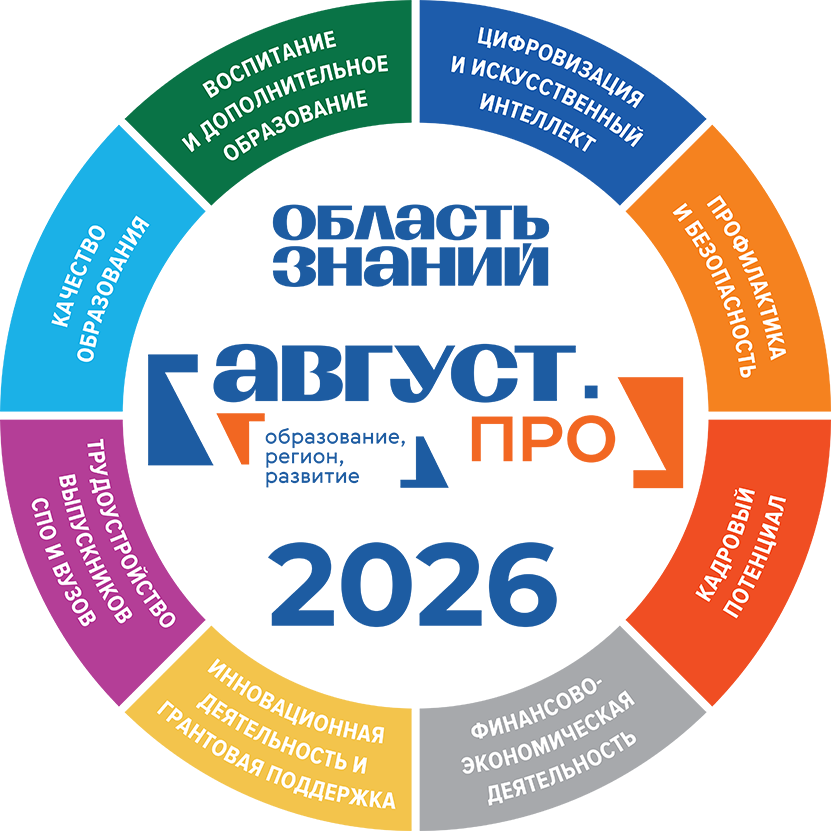 ЦИФРОВИЗАЦИЯ
И ИСКУССТВЕННЫЙ
ИНТЕЛЛЕКТ
ПРОФИЛАКТИКА
И БЕЗОПАСНОСТЬ
КАДРОВЫЙ
ПОТЕНЦИАЛ
ФИНАНСОВО-
ЭКОНОМИЧЕСКАЯ
ДЕЯТЕЛЬНОСТЬ
ИННОВАЦИОННАЯ
ДЕЯТЕЛЬНОСТЬ И
ГРАНТОВАЯ ПОДДЕРЖКА
ТРУДОУСТРОЙСТВО
ВЫПУСКНИКОВ
СПО И ВУЗОВ
КАЧЕСТВО
ОБРАЗОВАНИЯ
ВОСПИТАНИЕ
И ДОПОЛНИТЕЛЬНОЕ
ОБРАЗОВАНИЕ
ОБЛАСТЬ
ЗНАНИЙ
АВГУСТ.
ПРО
образование,
регион,
развитие
2026